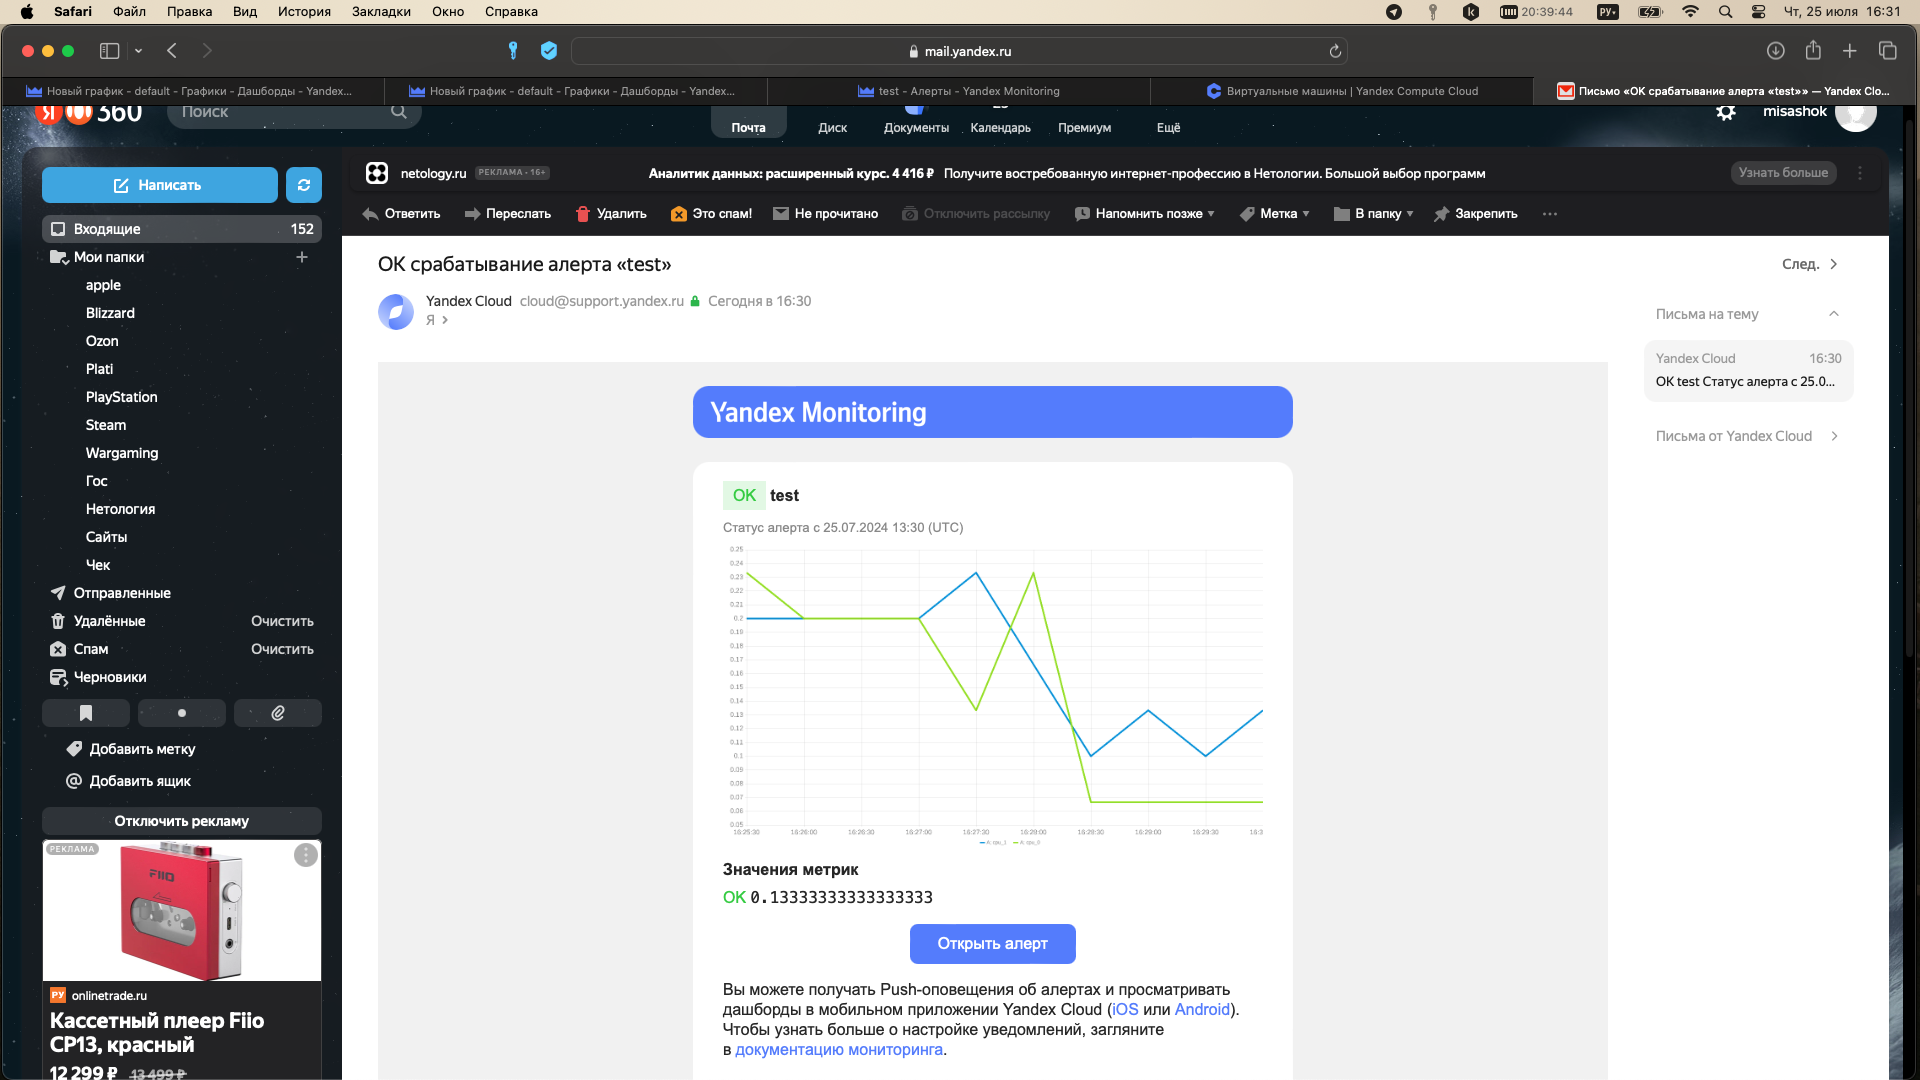 Safari Файл Правка Вид История Закладки Окно Справка
20:39:44 РУ Чт, 25 июля 16:31
mail.yandex.ru
Новый график - default - Графики - Дашборды - Yandex...
Новый график - default - Графики - Дашборды - Yandex...
test - Алерты - Yandex Monitoring
Виртуальные машины | Yandex Compute Cloud
Письмо «OK срабатывание алерта «test»» — Yandex Clo...
Я 360
Поиск
Почта
Диск
Документы
Календарь
Премиум
Ещё
misashok
Написать
Входящие 152
Мои папки
apple
Blizzard
Ozon
Plati
PlayStation
Steam
Wargaming
Гос
Нетология
Сайты
Чек
Отправленные
Удалённые Очистить
Спам Очистить
Черновики
Добавить метку
Добавить ящик
Отключить рекламу
РЕКЛАМА
FIIO
РУ onlinetrade.ru
Кассетный плеер Fiio
CP13, красный
12 299 ₽ 13 499 ₽
netology.ru РЕКЛАМА • 16+
Аналитик данных: расширенный курс. 4 416 ₽ Получите востребованную интернет-профессию в Нетологии. Большой выбор программ
Узнать больше
Ответить Переслать Удалить Это спам! Не прочитано Отключить рассылку Напомнить позже Метка В папку Закрепить
OK срабатывание алерта «test»
След.
Yandex Cloud cloud@support.yandex.ru Сегодня в 16:30
Я
Письма на тему
Yandex Cloud 16:30
OK test Статус алерта с 25.0...
Письма от Yandex Cloud
Yandex Monitoring
OK test
Статус алерта с 25.07.2024 13:30 (UTC)
0.25
0.24
0.23
0.22
0.21
0.2
0.19
0.18
0.17
0.16
0.15
0.14
0.13
0.12
0.11
0.1
0.09
0.08
0.07
0.06
0.05
16:25:30 16:26:00 16:26:30 16:27:00 16:27:30 16:28:00 16:28:30 16:29:00 16:29:30 16:3
Значения метрик
OK 0.13333333333333333
Открыть алерт
Вы можете получать Push-оповещения об алертах и просматривать
дашборды в мобильном приложении Yandex Cloud (iOS или Android).
Чтобы узнать больше о настройке уведомлений, загляните
в документацию мониторинга.